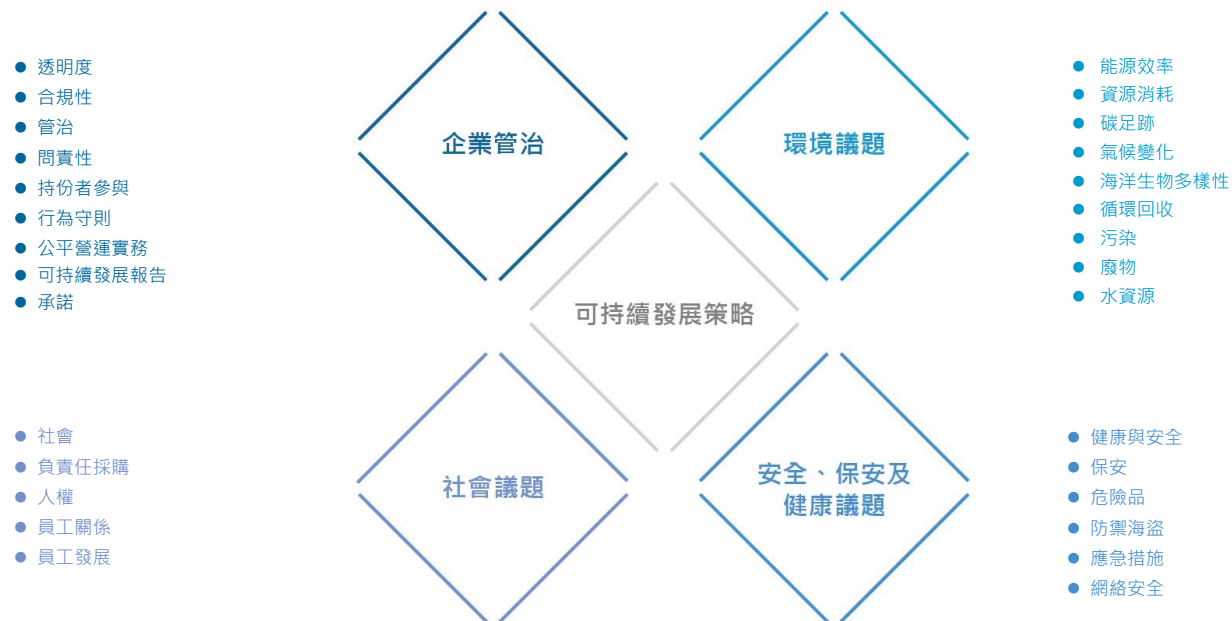 透明度
合規性
管治
問責性
持份者參與
行為守則
公平營運實務
可持續發展報告
承諾
企業管治
環境議題
能源效率
資源消耗
碳足跡
氣候變化
海洋生物多樣性
循環回收
污染
廢物
水資源
可持續發展策略
社會
負責任採購
人權
員工關係
員工發展
社會議題
安全、保安及
健康議題
健康與安全
保安
危險品
防禦海盜
應急措施
網絡安全